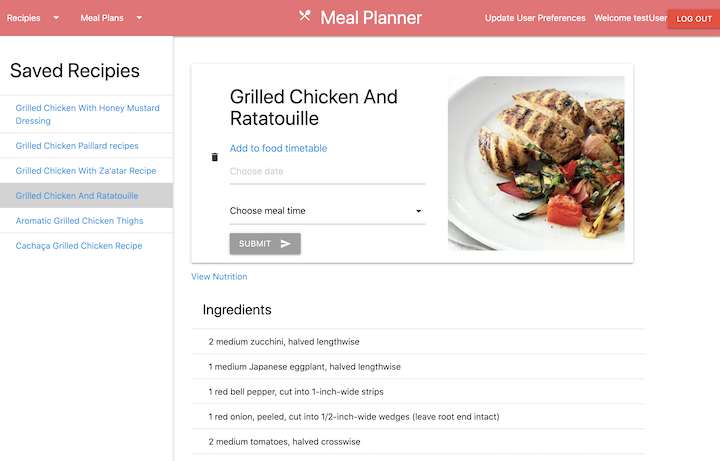 Recipies
Meal Plans
Meal Planner
Update User Preferences
Welcome testUser
LOG OUT
Saved Recipies
Grilled Chicken With Honey Mustard
Dressing
Grilled Chicken Paillard recipes
Grilled Chicken With Za'atar Recipe
Grilled Chicken And Ratatouille
Aromatic Grilled Chicken Thighs
Cachaça Grilled Chicken Recipe
Grilled Chicken And
Ratatouille
Add to food timetable
Choose date
Choose meal time
SUBMIT
View Nutrition
Ingredients
2 medium zucchini, halved lengthwise
1 medium Japanese eggplant, halved lengthwise
1 red bell pepper, cut into 1-inch-wide strips
1 red onion, peeled, cut into 1/2-inch-wide wedges (leave root end intact)
2 medium tomatoes, halved crosswise